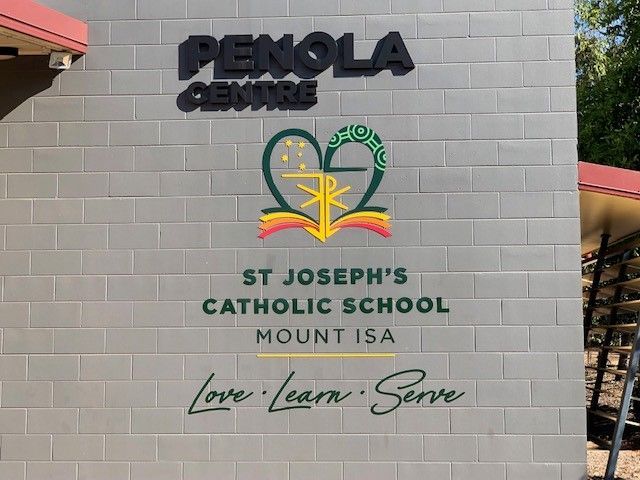 PENOLA
CENTRE
ST JOSEPH'S
CATHOLIC SCHOOL
MOUNT ISA
Love · Learn · Serve